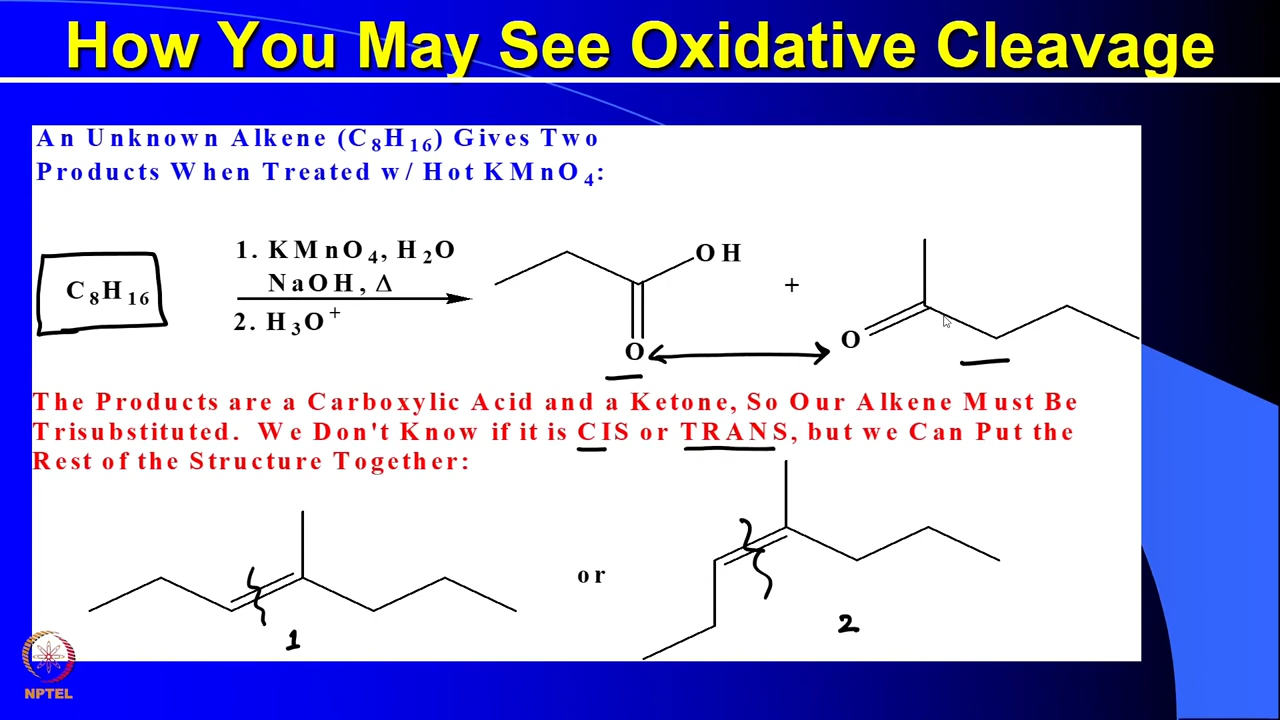 How You May See Oxidative Cleavage
An Unknown Alkene (C₈H₁₆) Gives Two
Products When Treated w/ Hot KMnO₄:
C₈H₁₆
1. KMnO₄, H₂O
NaOH, Δ
2. H₃O⁺
OH
O
+
O
The Products are a Carboxylic Acid and a Ketone, So Our Alkene Must Be
Trisubstituted. We Don't Know if it is CIS or TRANS, but we Can Put the
Rest of the Structure Together:
or
1
2
NPTEL